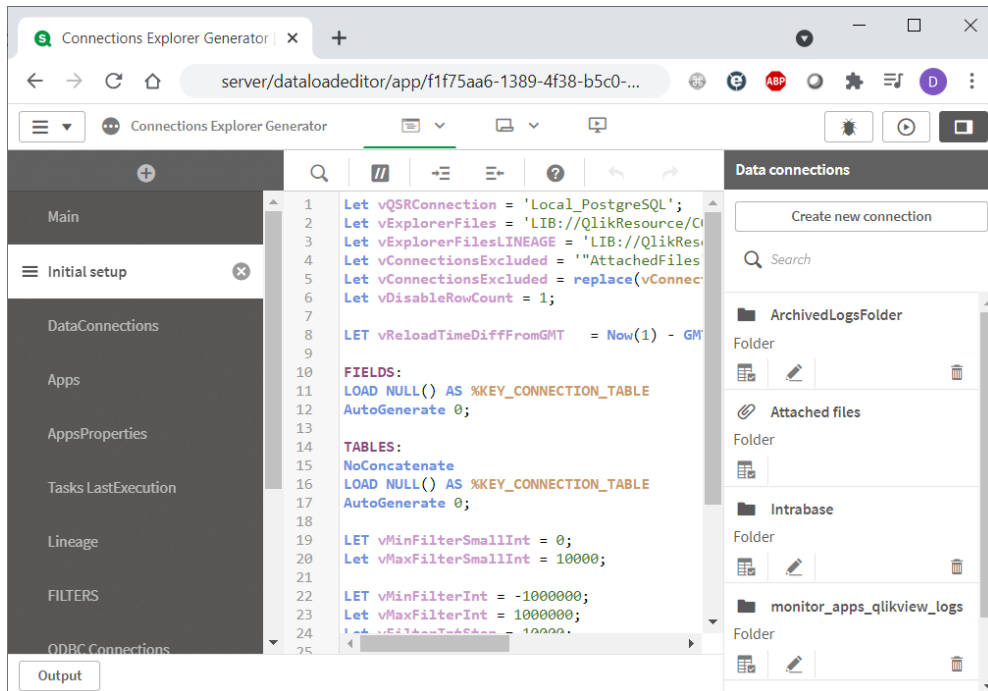 Connections Explorer Generator
server/dataloadeditor/app/f1f75aa6-1389-4f38-b5c0-...
ABP
D
Connections Explorer Generator
Main
Initial setup
DataConnections
Apps
AppsProperties
Tasks LastExecution
Lineage
FILTERS
ODBC Connections
Output
1 Let vQSRConnection = 'Local_PostgreSQL';
2 Let vExplorerFiles = 'LIB://QlikResource/CO
3 Let vExplorerFilesLINEAGE = 'LIB://QlikReso
4 Let vConnectionsExcluded = '"AttachedFiles"
5 Let vConnectionsExcluded = replace(vConnect
6 Let vDisableRowCount = 1;
7
8 LET vReloadTimeDiffFromGMT = Now(1) - GMT
9
10 FIELDS:
11 LOAD NULL() AS %KEY_CONNECTION_TABLE
12 AutoGenerate 0;
13
14 TABLES:
15 NoConcatenate
16 LOAD NULL() AS %KEY_CONNECTION_TABLE
17 AutoGenerate 0;
18
19 LET vMinFilterSmallInt = 0;
20 Let vMaxFilterSmallInt = 10000;
21
22 LET vMinFilterInt = -1000000;
23 Let vMaxFilterInt = 1000000;
24 Let vFilterIntStep = 10000;
25
Data connections
Create new connection
Search
ArchivedLogsFolder
Folder
Attached files
Folder
Intrabase
Folder
monitor_apps_qlikview_logs
Folder